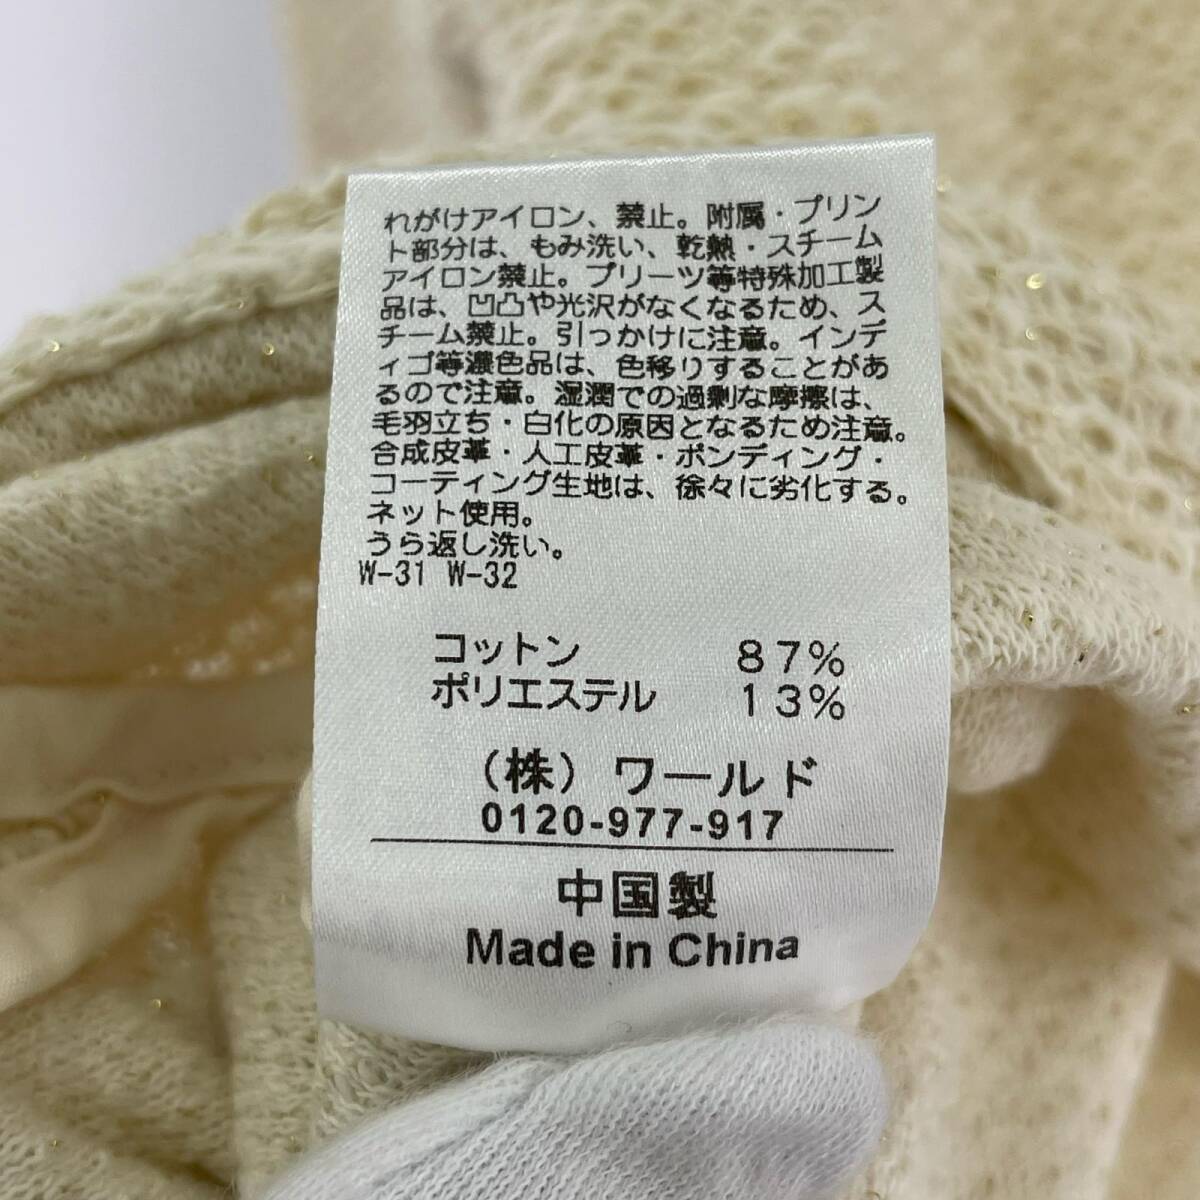 れがけアイロン、禁止。附属・プリン
ト部分は、もみ洗い、乾熱・スチーム
アイロン禁止。プリーツ等特殊加工製
品は、凹凸や光沢がなくなるため、ス
チーム禁止。引っかけに注意。インデ
ィゴ等濃色品は、色移りすることがあ
るので注意。湿潤での過剰な摩擦は、
毛羽立ち・白化の原因となるため注意。
合成皮革・人工皮革・ボンディング・
コーティング生地は、徐々に劣化する。
ネット使用。
うら返し洗い。
W-31 W-32
コットン 87%
ポリエステル 13%
(株) ワールド
0120-977-917
中国製
Made in China